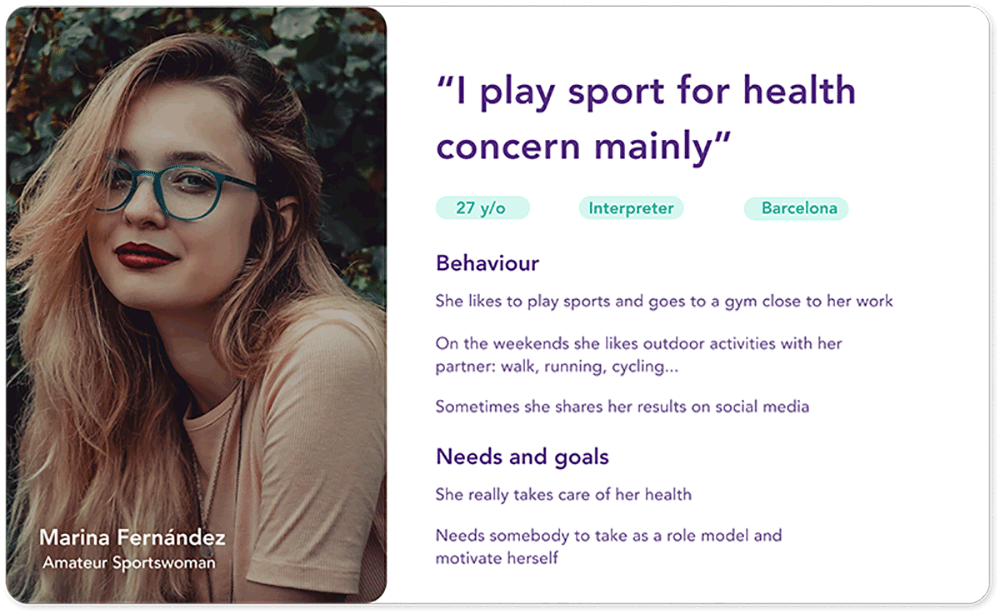 “I play sport for health
concern mainly”
27 y/o
Interpreter
Barcelona
Behaviour
She likes to play sports and goes to a gym close to her work
On the weekends she likes outdoor activities with her
partner: walk, running, cycling...
Sometimes she shares her results on social media
Needs and goals
She really takes care of her health
Needs somebody to take as a role model and
motivate herself
Marina Fernández
Amateur Sportswoman